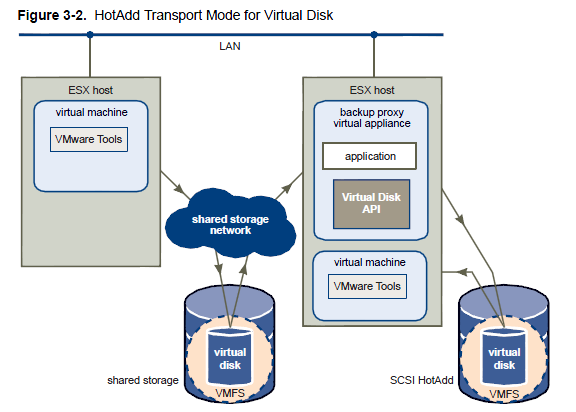 Figure 3-2. HotAdd Transport Mode for Virtual Disk
LAN
ESX host
virtual machine
VMware Tools
ESX host
backup proxy
virtual appliance
application
Virtual Disk
API
shared storage
network
virtual machine
VMware Tools
virtual
disk
shared storage
VMFS
virtual
disk
SCSI HotAdd
VMFS